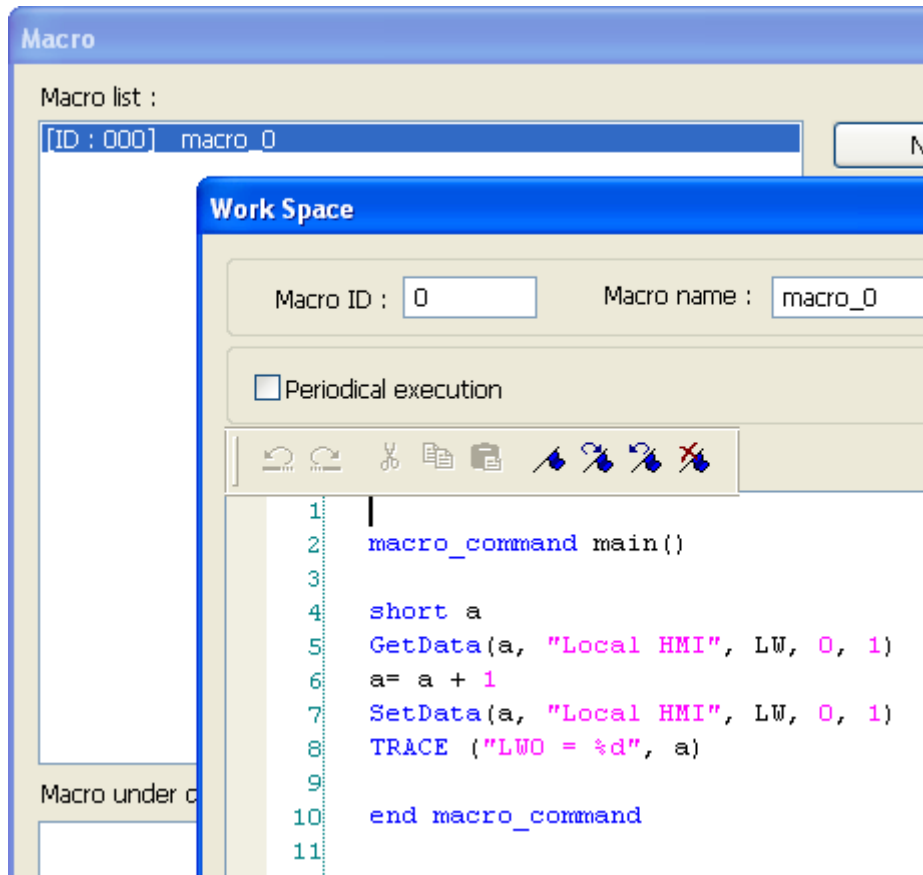 Macro
Macro list :
[ID : 000] macro_0
N
Work Space
Macro ID : 0 Macro name : macro_0
Periodical execution
1
2 macro_command main()
3
4 short a
5 GetData(a, "Local HMI", LW, 0, 1)
6 a= a + 1
7 SetData(a, "Local HMI", LW, 0, 1)
8 TRACE ("LW0 = %d", a)
9
10 end macro_command
11
Macro under